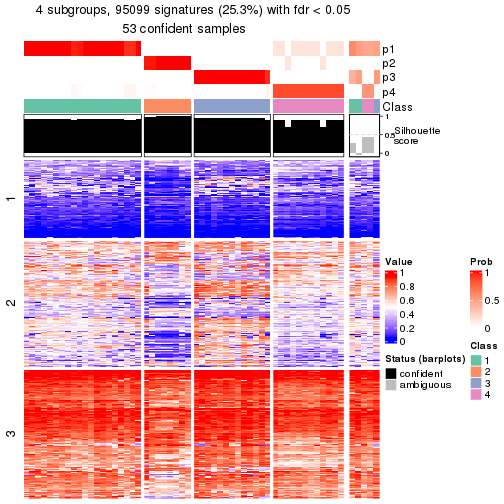 4 subgroups, 95099 signatures (25.3%) with fdr < 0.05
53 confident samples
p1
p2
p3
p4
Class
1
0.5
0
Silhouette
score
1
2
3
Value
1
0.8
0.6
0.4
0.2
0
Prob
1
0.5
0
Status (barplots)
confident
ambiguous
Class
1
2
3
4